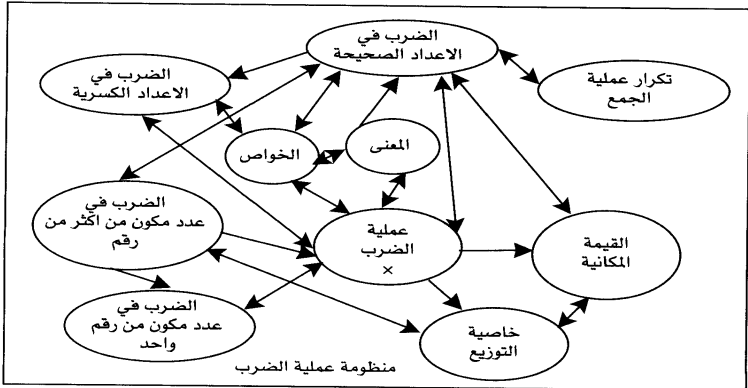 الضرب في
الاعداد الصحيحة
الضرب في
الاعداد الكسرية
تكرار عملية
الجمع
المعنى
الخواص
الضرب في
عدد مكون من اكثر من
رقم
عملية
الضرب
×
القيمة
المكانية
الضرب في
عدد مكون من رقم
واحد
خاصية
التوزيع
منظومة عملية الضرب